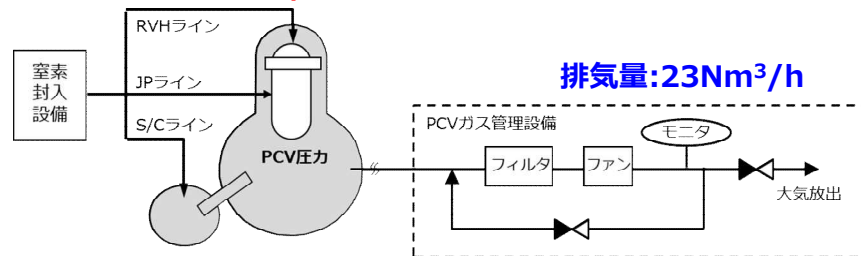 RVHライン
窒素
封入
設備
JPライン
S/Cライン
PCV圧力
排気量:23Nm³/h
PCVガス管理設備
モニタ
フィルタ
ファン
大気放出